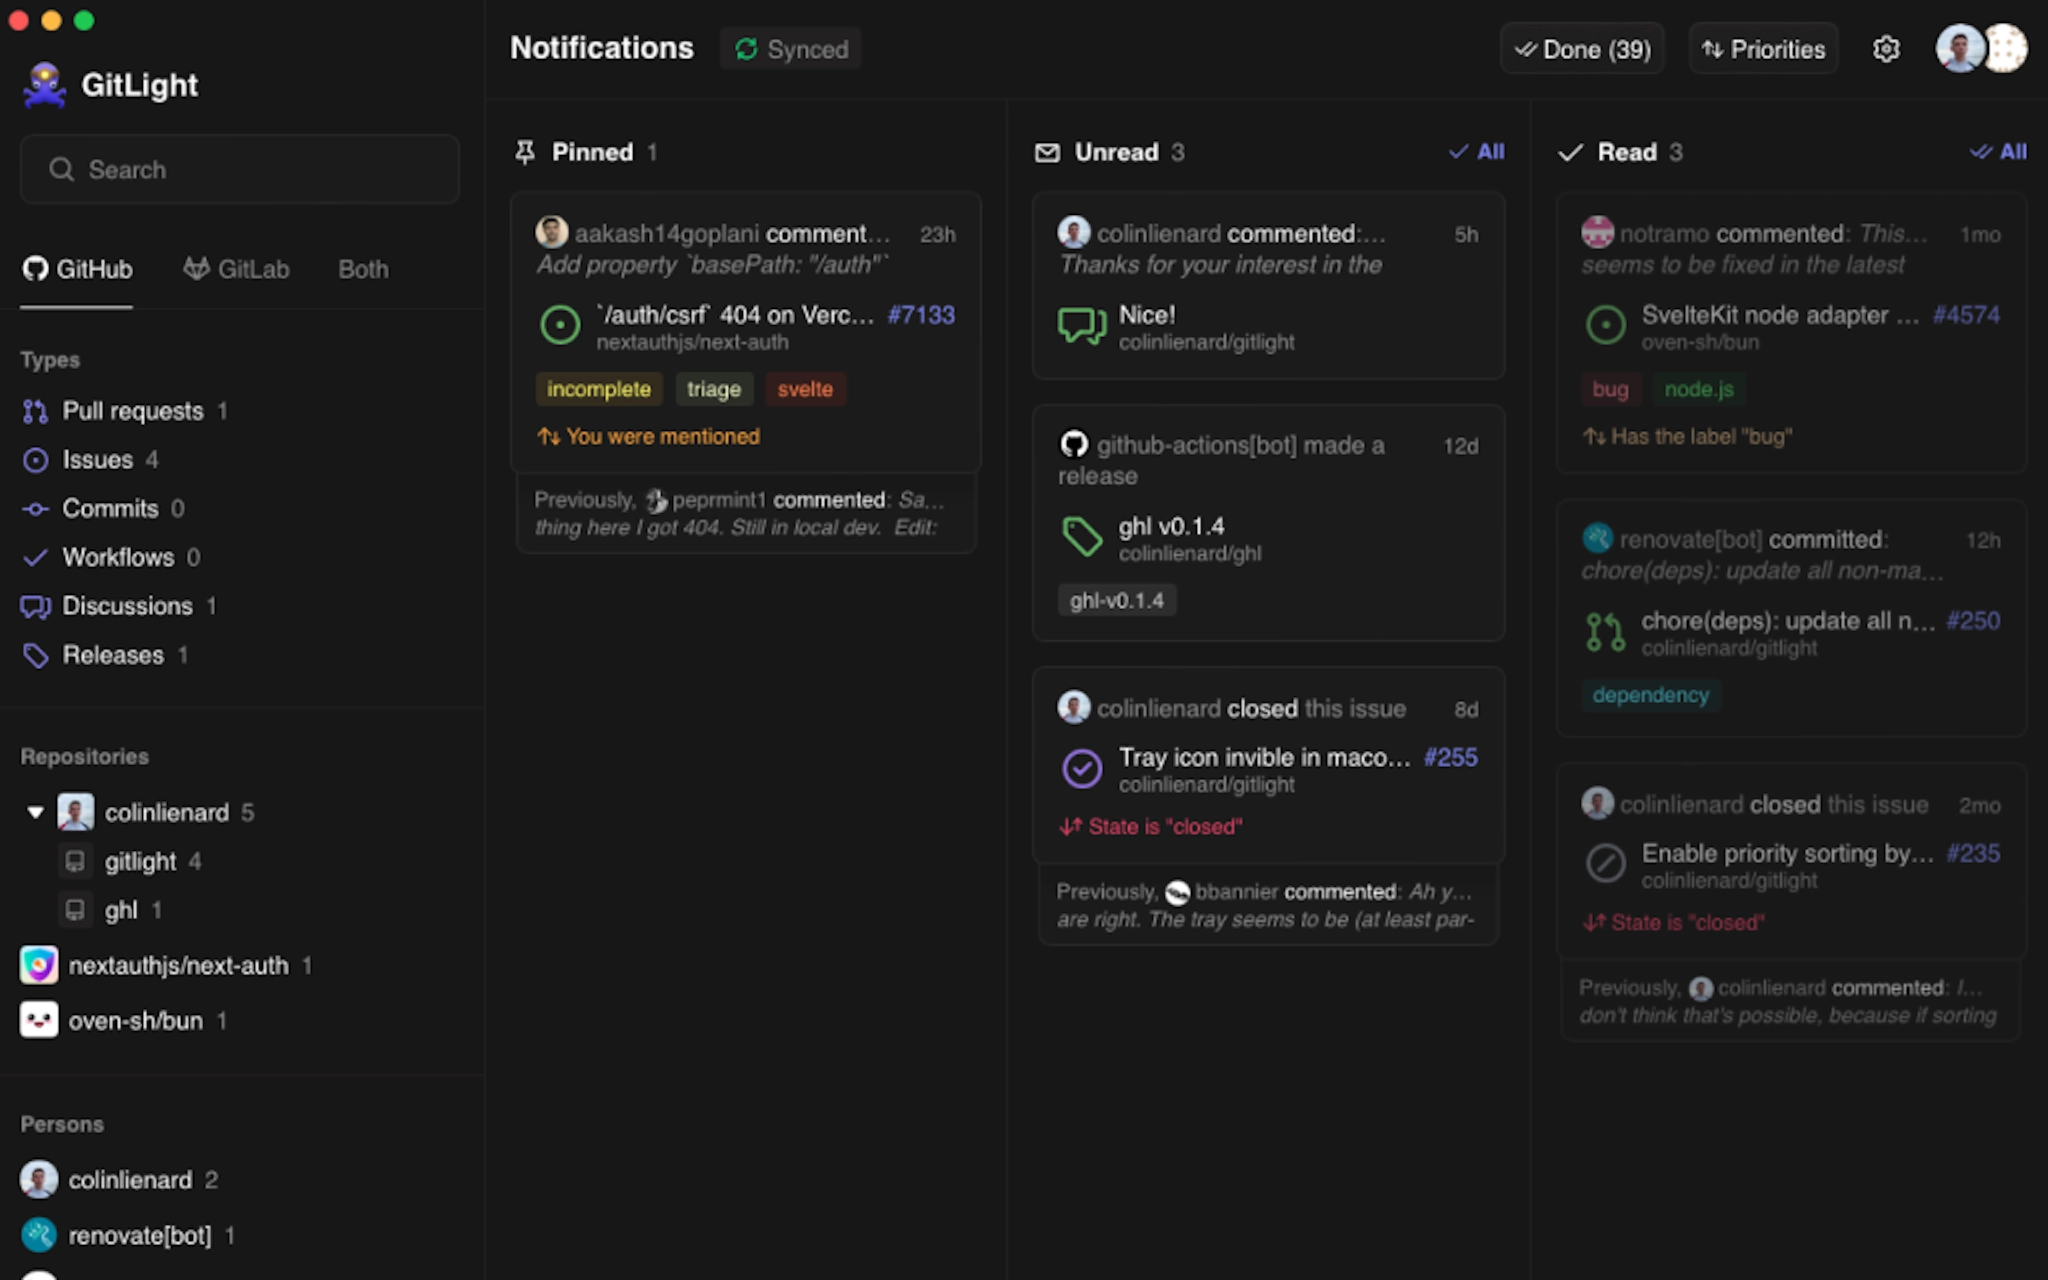 GitLight
Search
GitHub GitLab Both
Types
Pull requests 1
Issues 4
Commits 0
Workflows 0
Discussions 1
Releases 1
Repositories
colinlienard 5
gitlight 4
ghl 1
nextauthjs/next-auth 1
oven-sh/bun 1
Persons
colinlienard 2
renovate[bot] 1
Notifications Synced Done (39) Priorities
Pinned 1
aakash14goplani comment... 23h
Add property `basePath: "/auth"`
`/auth/csrf` 404 on Verc... #7133
nextauthjs/next-auth
incomplete triage svelte
You were mentioned
Previously, peprmint1 commented: Sa...
thing here I got 404. Still in local dev. Edit:
Unread 3 All
colinlienard commented:... 5h
Thanks for your interest in the
Nice!
colinlienard/gitlight
github-actions[bot] made a 12d
release
ghl v0.1.4
colinlienard/ghl
ghl-v0.1.4
colinlienard closed this issue 8d
Tray icon invible in maco... #255
colinlienard/gitlight
State is "closed"
Previously, bbannier commented: Ah y...
are right. The tray seems to be (at least par-
Read 3 All
notramo commented: This... 1mo
seems to be fixed in the latest
SvelteKit node adapter ... #4574
oven-sh/bun
bug node.js
Has the label "bug"
renovate[bot] committed: 12h
chore(deps): update all non-ma...
chore(deps): update all n... #250
colinlienard/gitlight
dependency
colinlienard closed this issue 2mo
Enable priority sorting by... #235
colinlienard/gitlight
State is "closed"
Previously, colinlienard commented: I...
don't think that's possible, because if sorting